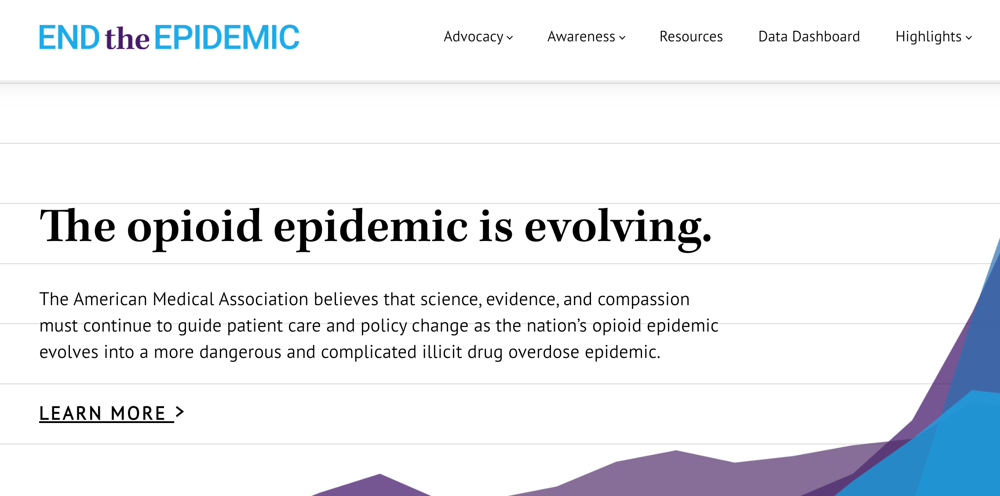 END the EPIDEMIC
Advocacy
Awareness
Resources
Data Dashboard
Highlights
The opioid epidemic is evolving.
The American Medical Association believes that science, evidence, and compassion
must continue to guide patient care and policy change as the nation’s opioid epidemic
evolves into a more dangerous and complicated illicit drug overdose epidemic.
LEARN MORE >